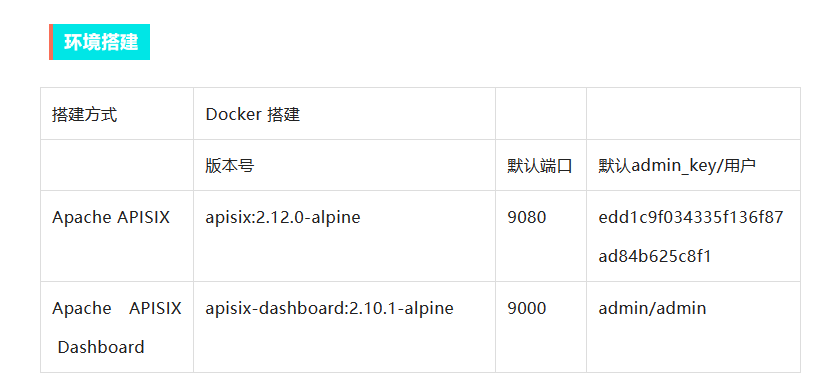 环境搭建
搭建方式 Docker 搭建
版本号 默认端口 默认admin_key/用户
Apache APISIX apisix:2.12.0-alpine 9080 edd1c9f034335f136f87
ad84b625c8f1
Apache APISIX apisix-dashboard:2.10.1-alpine 9000 admin/admin
Dashboard